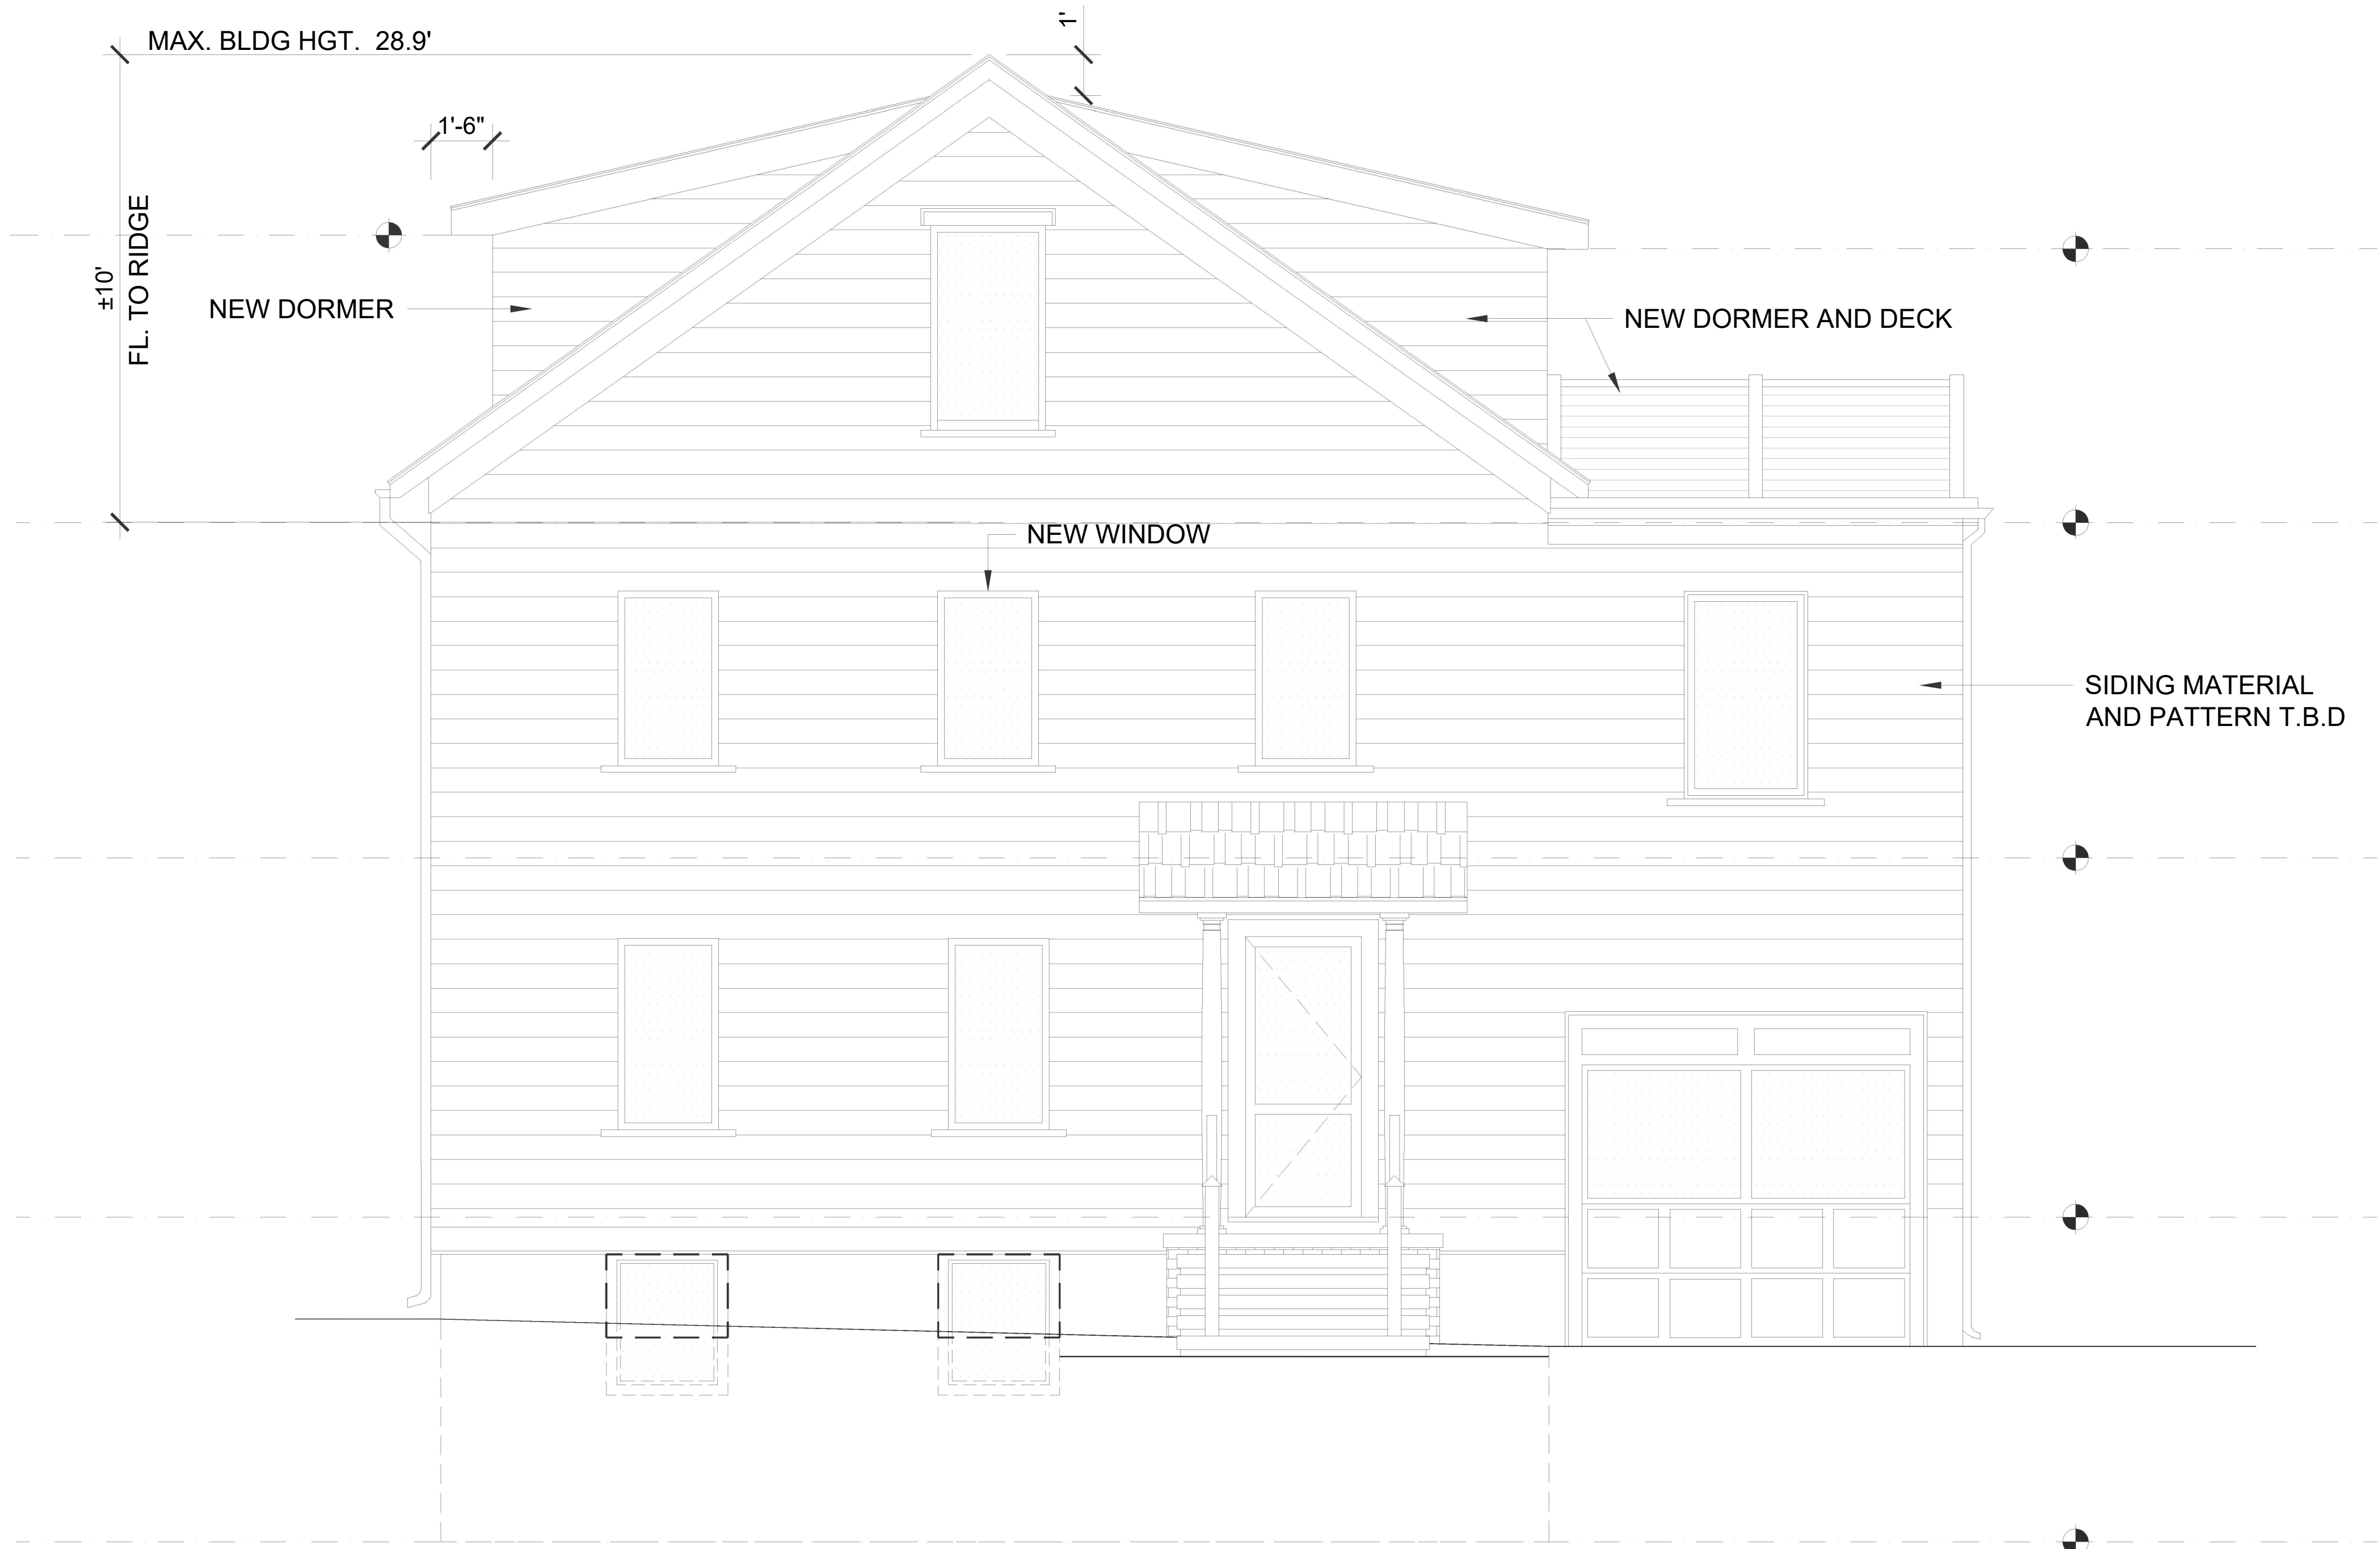 1'
MAX. BLDG HGT.  28.9'
1'-6"
±10'
FL. TO RIDGE
NEW DORMER
NEW DORMER AND DECK
NEW WINDOW
SIDING MATERIAL
AND PATTERN T.B.D